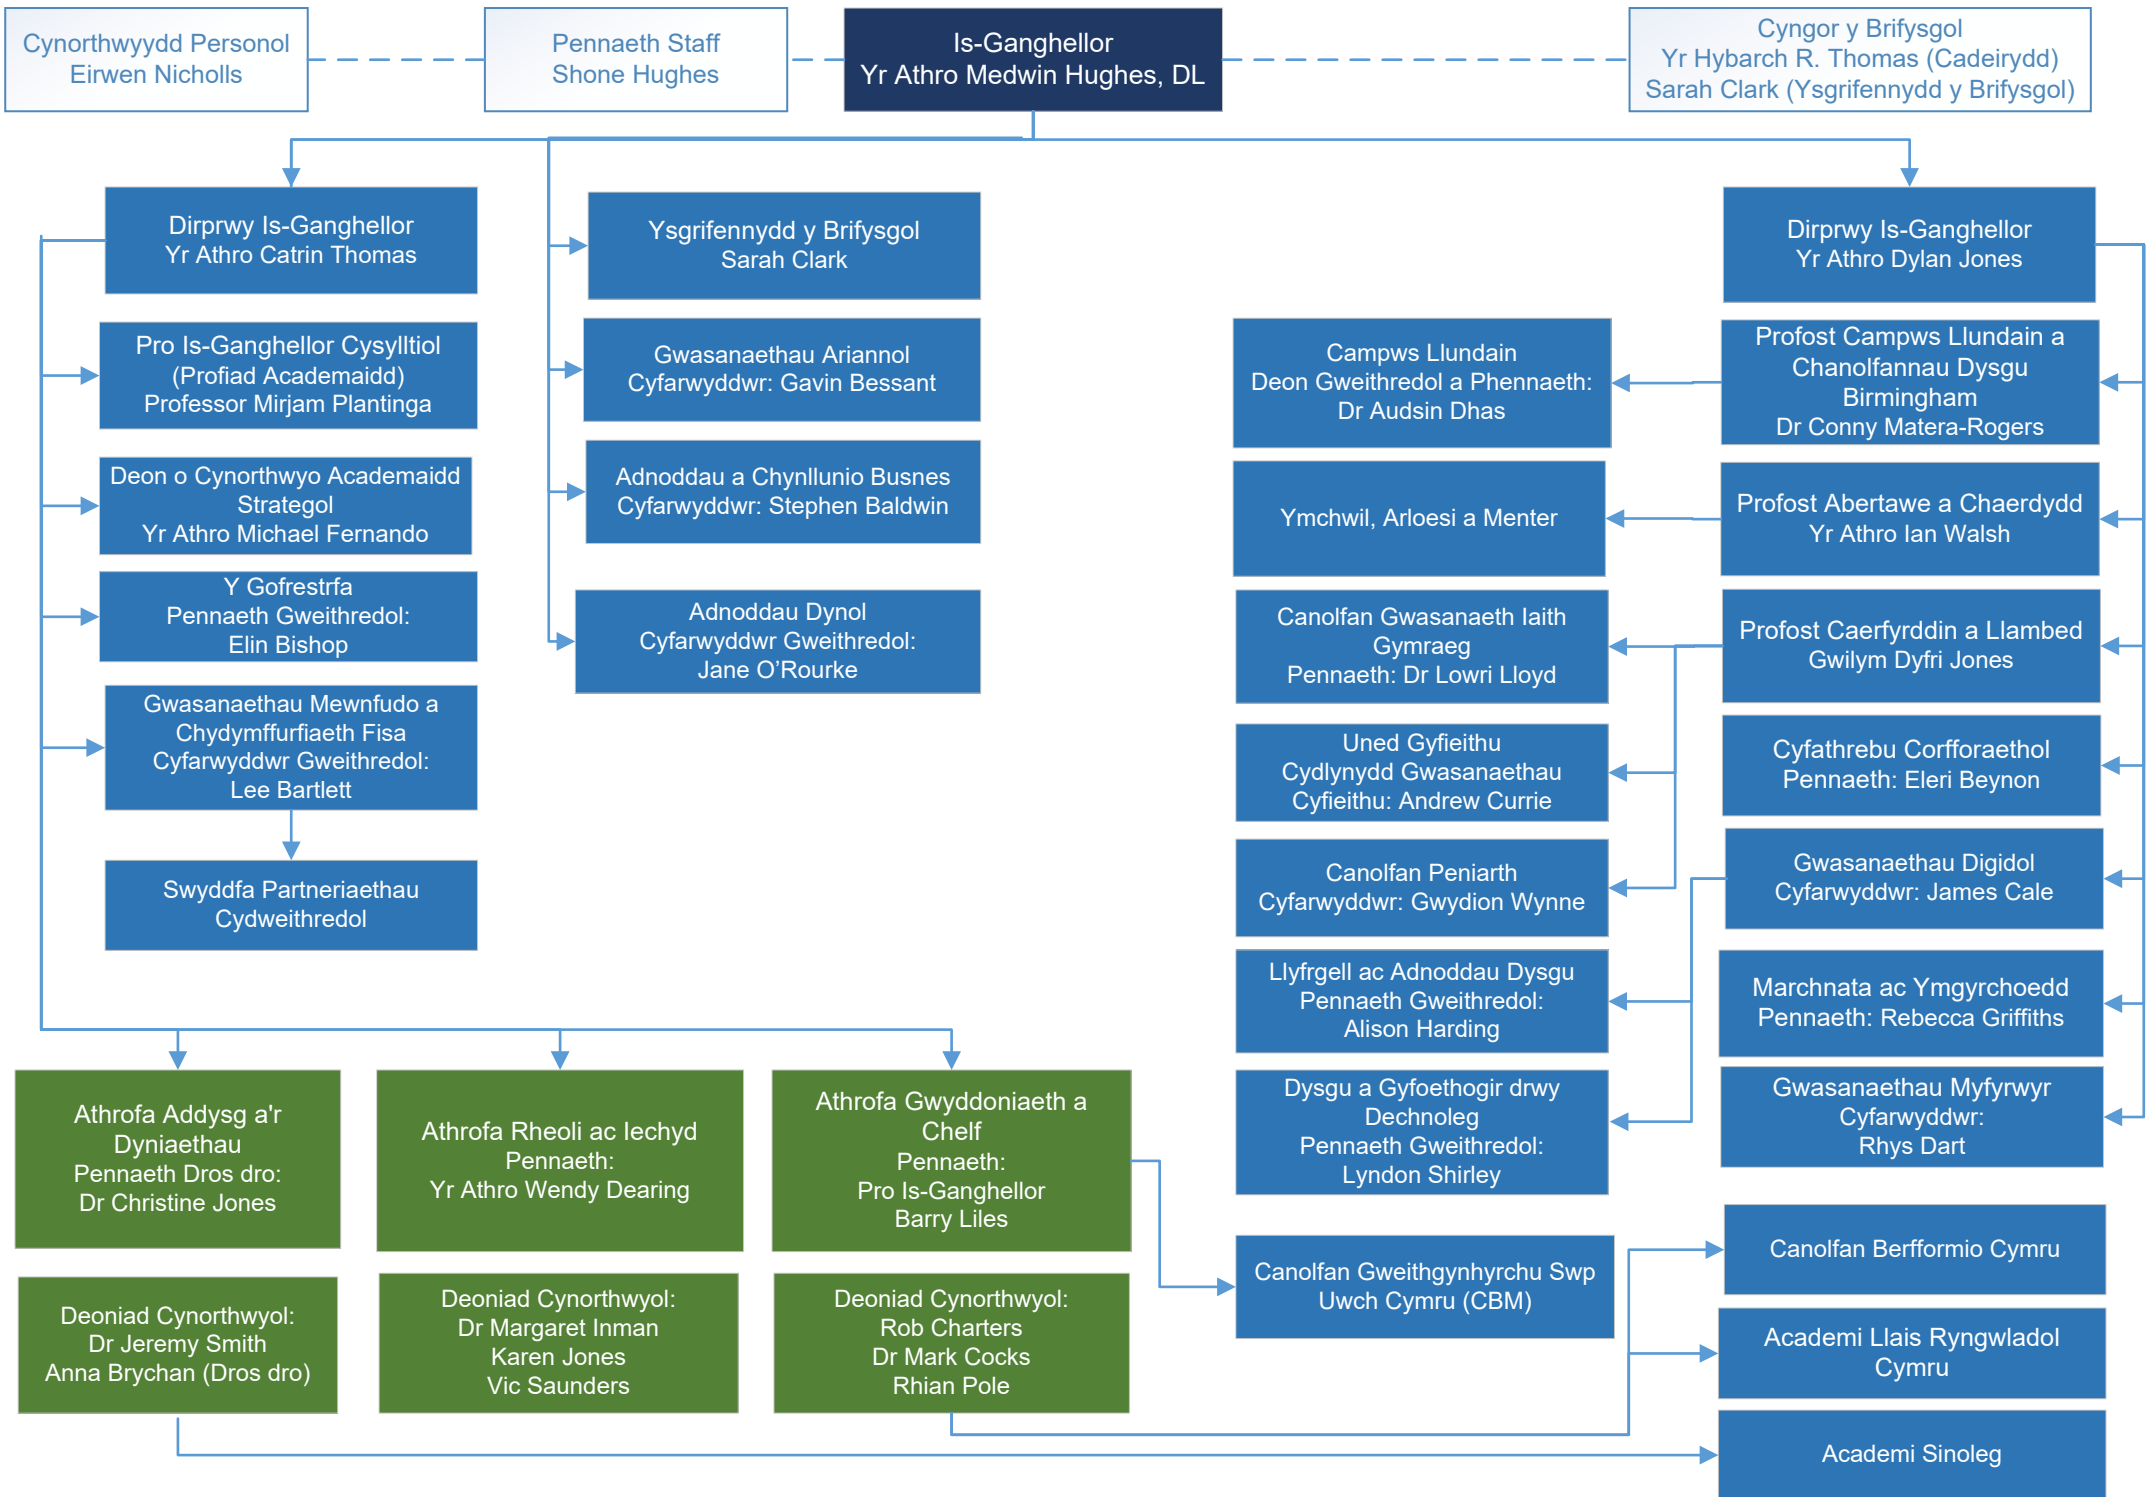 Cynorthwyydd Personol
Eirwen Nicholls
Pennaeth Staff
Shone Hughes
Is-Ganghellor
Yr Athro Medwin Hughes, DL
Cyngor y Brifysgol
Yr Hybarch R. Thomas (Cadeirydd)
Sarah Clark (Ysgrifennydd y Brifysgol)
Dirprwy Is-Ganghellor
Yr Athro Catrin Thomas
Pro Is-Ganghellor Cysylltiol
(Profiad Academaidd)
Professor Mirjam Plantinga
Deon o Cynorthwyo Academaidd
Strategol
Yr Athro Michael Fernando
Y Gofrestrfa
Pennaeth Gweithredol:
Elin Bishop
Gwasanaethau Mewnfudo a
Chydymffurfiaeth Fisa
Cyfarwyddwr Gweithredol:
Lee Bartlett
Swyddfa Partneriaethau
Cydweithredol
Ysgrifennydd y Brifysgol
Sarah Clark
Gwasanaethau Ariannol
Cyfarwyddwr: Gavin Bessant
Adnoddau a Chynllunio Busnes
Cyfarwyddwr: Stephen Baldwin
Adnoddau Dynol
Cyfarwyddwr Gweithredol:
Jane O’Rourke
Dirprwy Is-Ganghellor
Yr Athro Dylan Jones
Campws Llundain
Deon Gweithredol a Phennaeth:
Dr Audsin Dhas
Profost Campws Llundain a
Chanolfannau Dysgu
Birmingham
Dr Conny Matera-Rogers
Ymchwil, Arloesi a Menter
Profost Abertawe a Chaerdydd
Yr Athro Ian Walsh
Canolfan Gwasanaeth Iaith
Gymraeg
Pennaeth: Dr Lowri Lloyd
Profost Caerfyrddin a Llambed
Gwilym Dyfri Jones
Uned Gyfieithu
Cydlynydd Gwasanaethau
Cyfieithu: Andrew Currie
Cyfathrebu Corfforaethol
Pennaeth: Eleri Beynon
Canolfan Peniarth
Cyfarwyddwr: Gwydion Wynne
Gwasanaethau Digidol
Cyfarwyddwr: James Cale
Llyfrgell ac Adnoddau Dysgu
Pennaeth Gweithredol:
Alison Harding
Marchnata ac Ymgyrchoedd
Pennaeth: Rebecca Griffiths
Dysgu a Gyfoethogir drwy
Dechnoleg
Pennaeth Gweithredol:
Lyndon Shirley
Gwasanaethau Myfyrwyr
Cyfarwyddwr:
Rhys Dart
Athrofa Addysg a'r
Dyniaethau
Pennaeth Dros dro:
Dr Christine Jones
Athrofa Rheoli ac Iechyd
Pennaeth:
Yr Athro Wendy Dearing
Athrofa Gwyddoniaeth a
Chelf
Pennaeth:
Pro Is-Ganghellor
Barry Liles
Deoniad Cynorthwyol:
Dr Jeremy Smith
Anna Brychan (Dros dro)
Deoniad Cynorthwyol:
Dr Margaret Inman
Karen Jones
Vic Saunders
Deoniad Cynorthwyol:
Rob Charters
Dr Mark Cocks
Rhian Pole
Canolfan Gweithgynhyrchu Swp
Uwch Cymru (CBM)
Canolfan Berfformio Cymru
Academi Llais Ryngwladol
Cymru
Academi Sinoleg